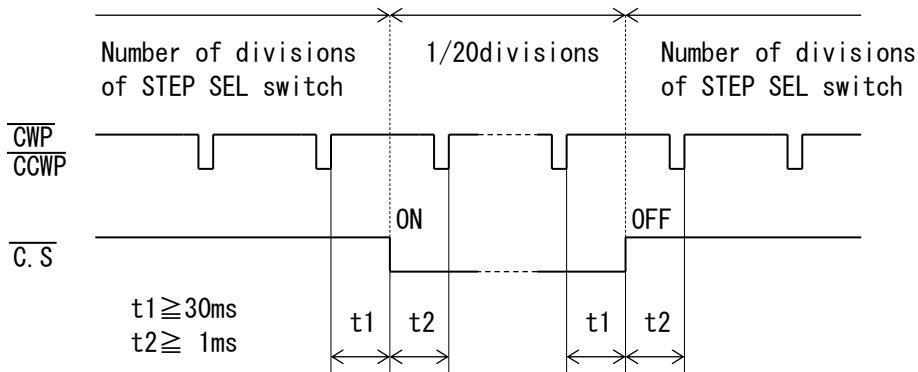 Number of divisions
of STEP SEL switch
1/20divisions
Number of divisions
of STEP SEL switch
CWP
CCWP
ON
OFF
C.S
t1≧30ms
t2≧ 1ms
t1
t2
t1
t2